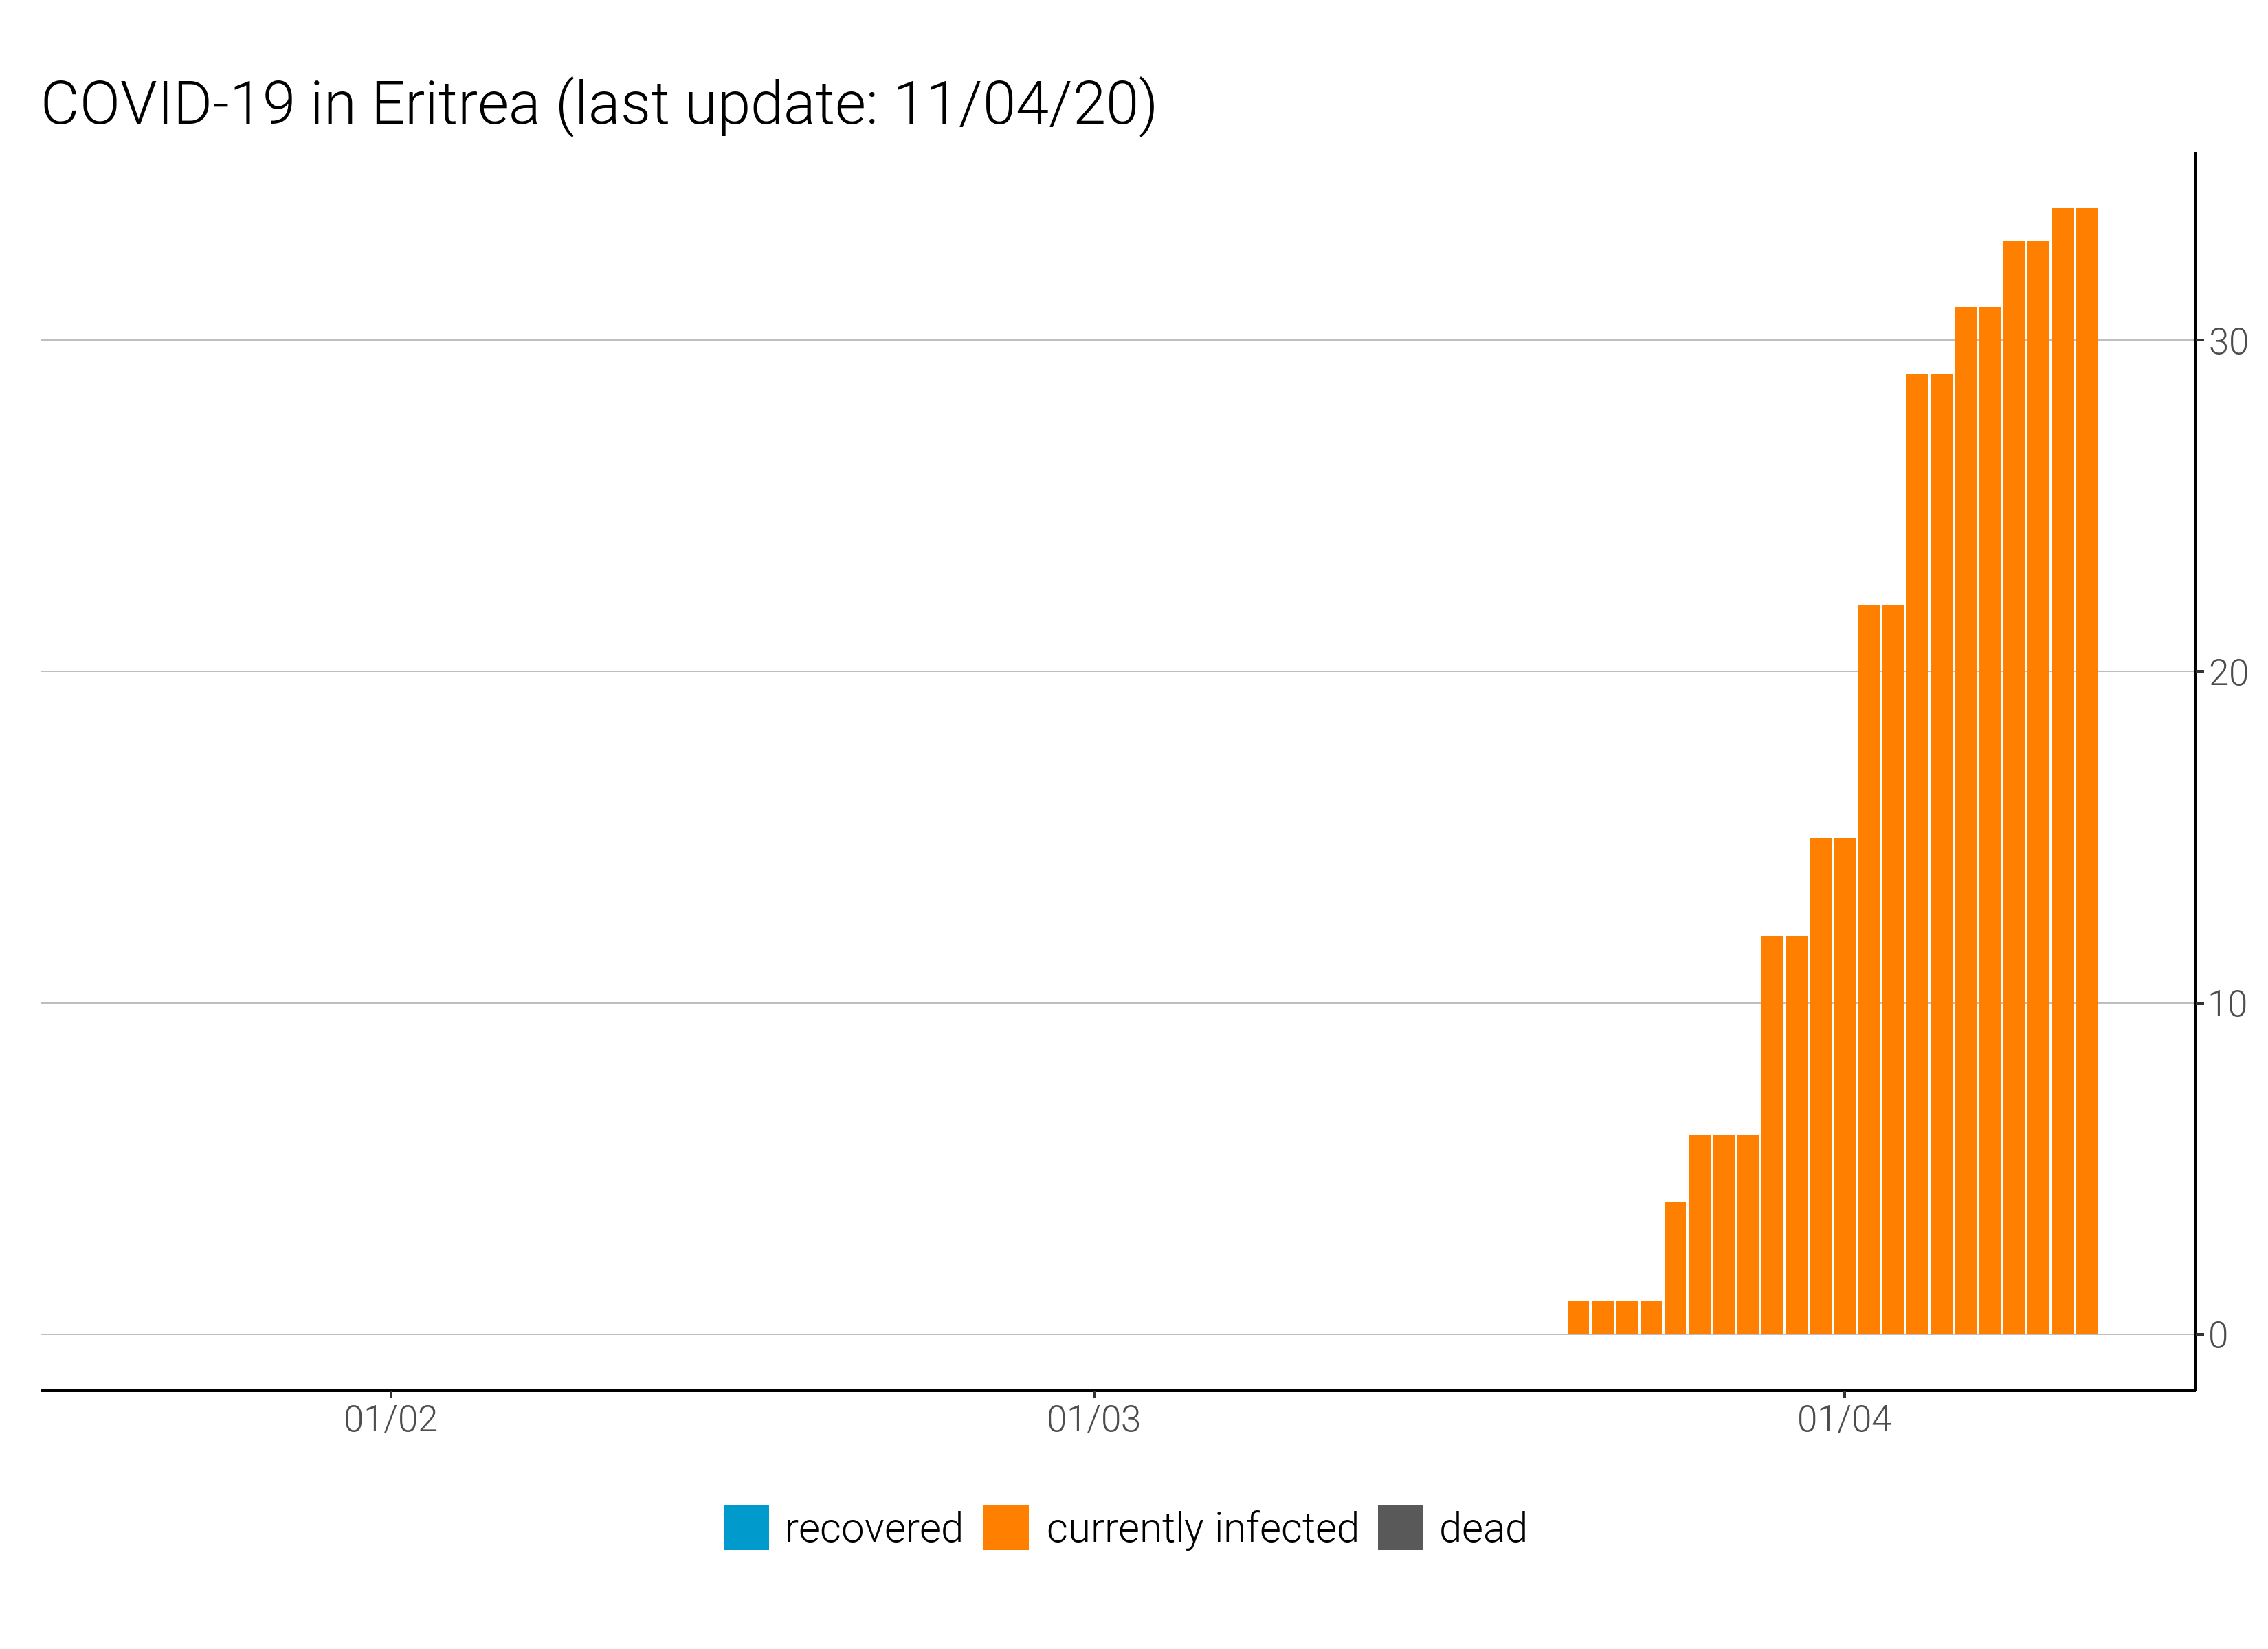 COVID-19 in Eritrea (last update: 11/04/20)
30
20
10
0
01/02 01/03 01/04
recovered currently infected dead